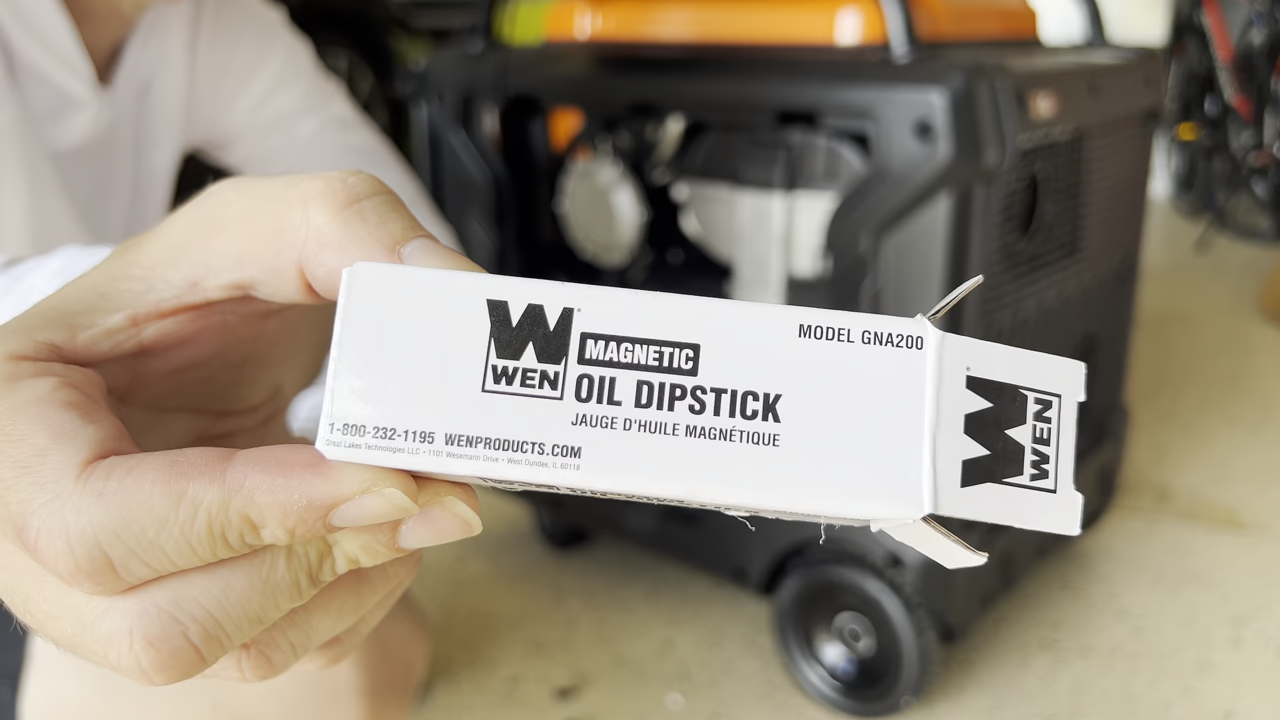 WEN
MAGNETIC
OIL DIPSTICK
JAUGE D'HUILE MAGNÉTIQUE
MODEL GNA200
1-800-232-1195 WENPRODUCTS.COM
Great Lakes Technologies LLC • 1101 Wesemann Drive • West Dundee, IL 60118
WEN